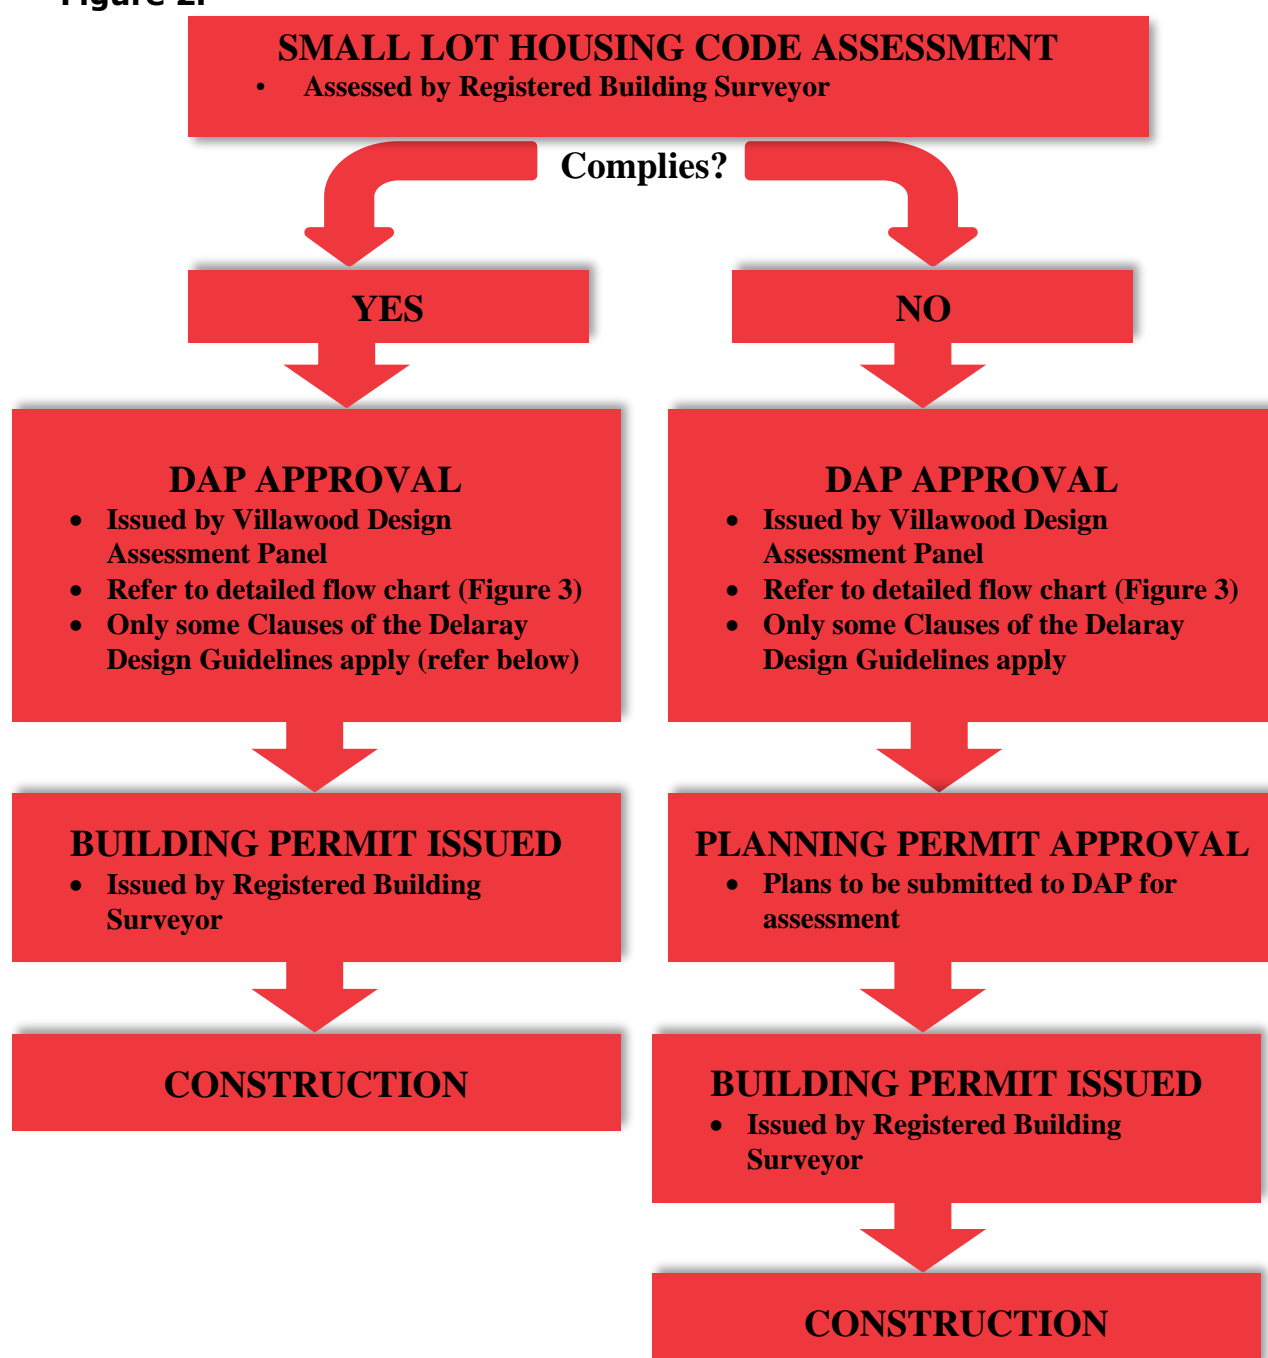 Figure 2.
SMALL LOT HOUSING CODE ASSESSMENT
• Assessed by Registered Building Surveyor
Complies?
YES
NO
DAP APPROVAL
• Issued by Villawood Design
Assessment Panel
• Refer to detailed flow chart (Figure 3)
• Only some Clauses of the Delaray
Design Guidelines apply (refer below)
DAP APPROVAL
• Issued by Villawood Design
Assessment Panel
• Refer to detailed flow chart (Figure 3)
• Only some Clauses of the Delaray
Design Guidelines apply
BUILDING PERMIT ISSUED
• Issued by Registered Building
Surveyor
PLANNING PERMIT APPROVAL
• Plans to be submitted to DAP for
assessment
CONSTRUCTION
BUILDING PERMIT ISSUED
• Issued by Registered Building
Surveyor
CONSTRUCTION